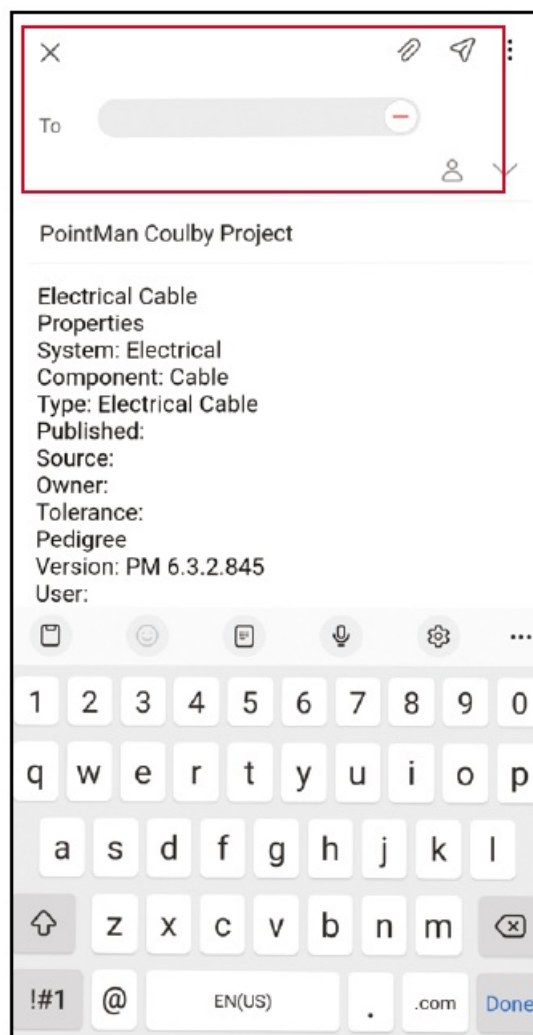 To
PointMan Coulby Project
Electrical Cable
Properties
System: Electrical
Component: Cable
Type: Electrical Cable
Published:
Source:
Owner:
Tolerance:
Pedigree
Version: PM 6.3.2.845
User:
1 2 3 4 5 6 7 8 9 0
q w e r t y u i o p
a s d f g h j k l
z x c v b n m
!#1 @ EN(US) . .com Done